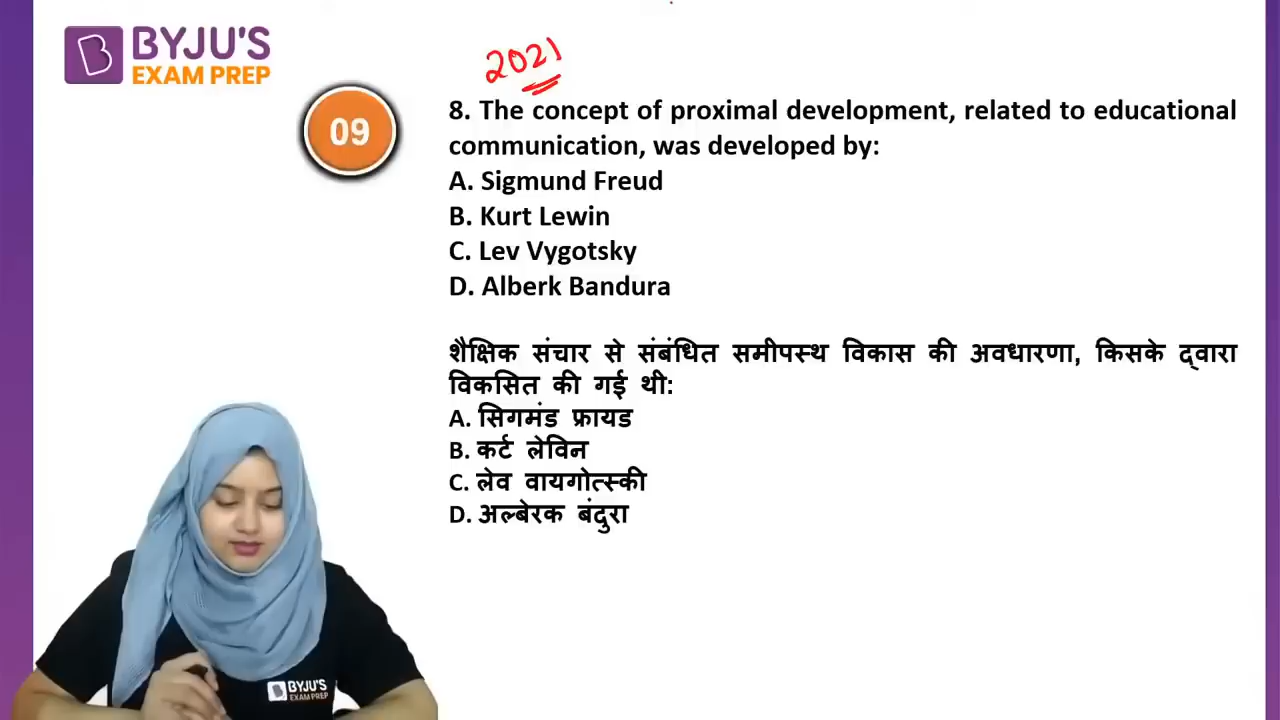 BYJU'S
EXAM PREP
2021
09
8. The concept of proximal development, related to educational
communication, was developed by:
A. Sigmund Freud
B. Kurt Lewin
C. Lev Vygotsky
D. Alberk Bandura
शैक्षिक संचार से संबंधित समीपस्थ विकास की अवधारणा, किसके द्वारा
विकसित की गई थी:
A. सिगमंड फ्रायड
B. कर्ट लेविन
C. लेव वायगोत्स्की
D. अल्बेरक बंदुरा
BYJU'S
EXAM PREP